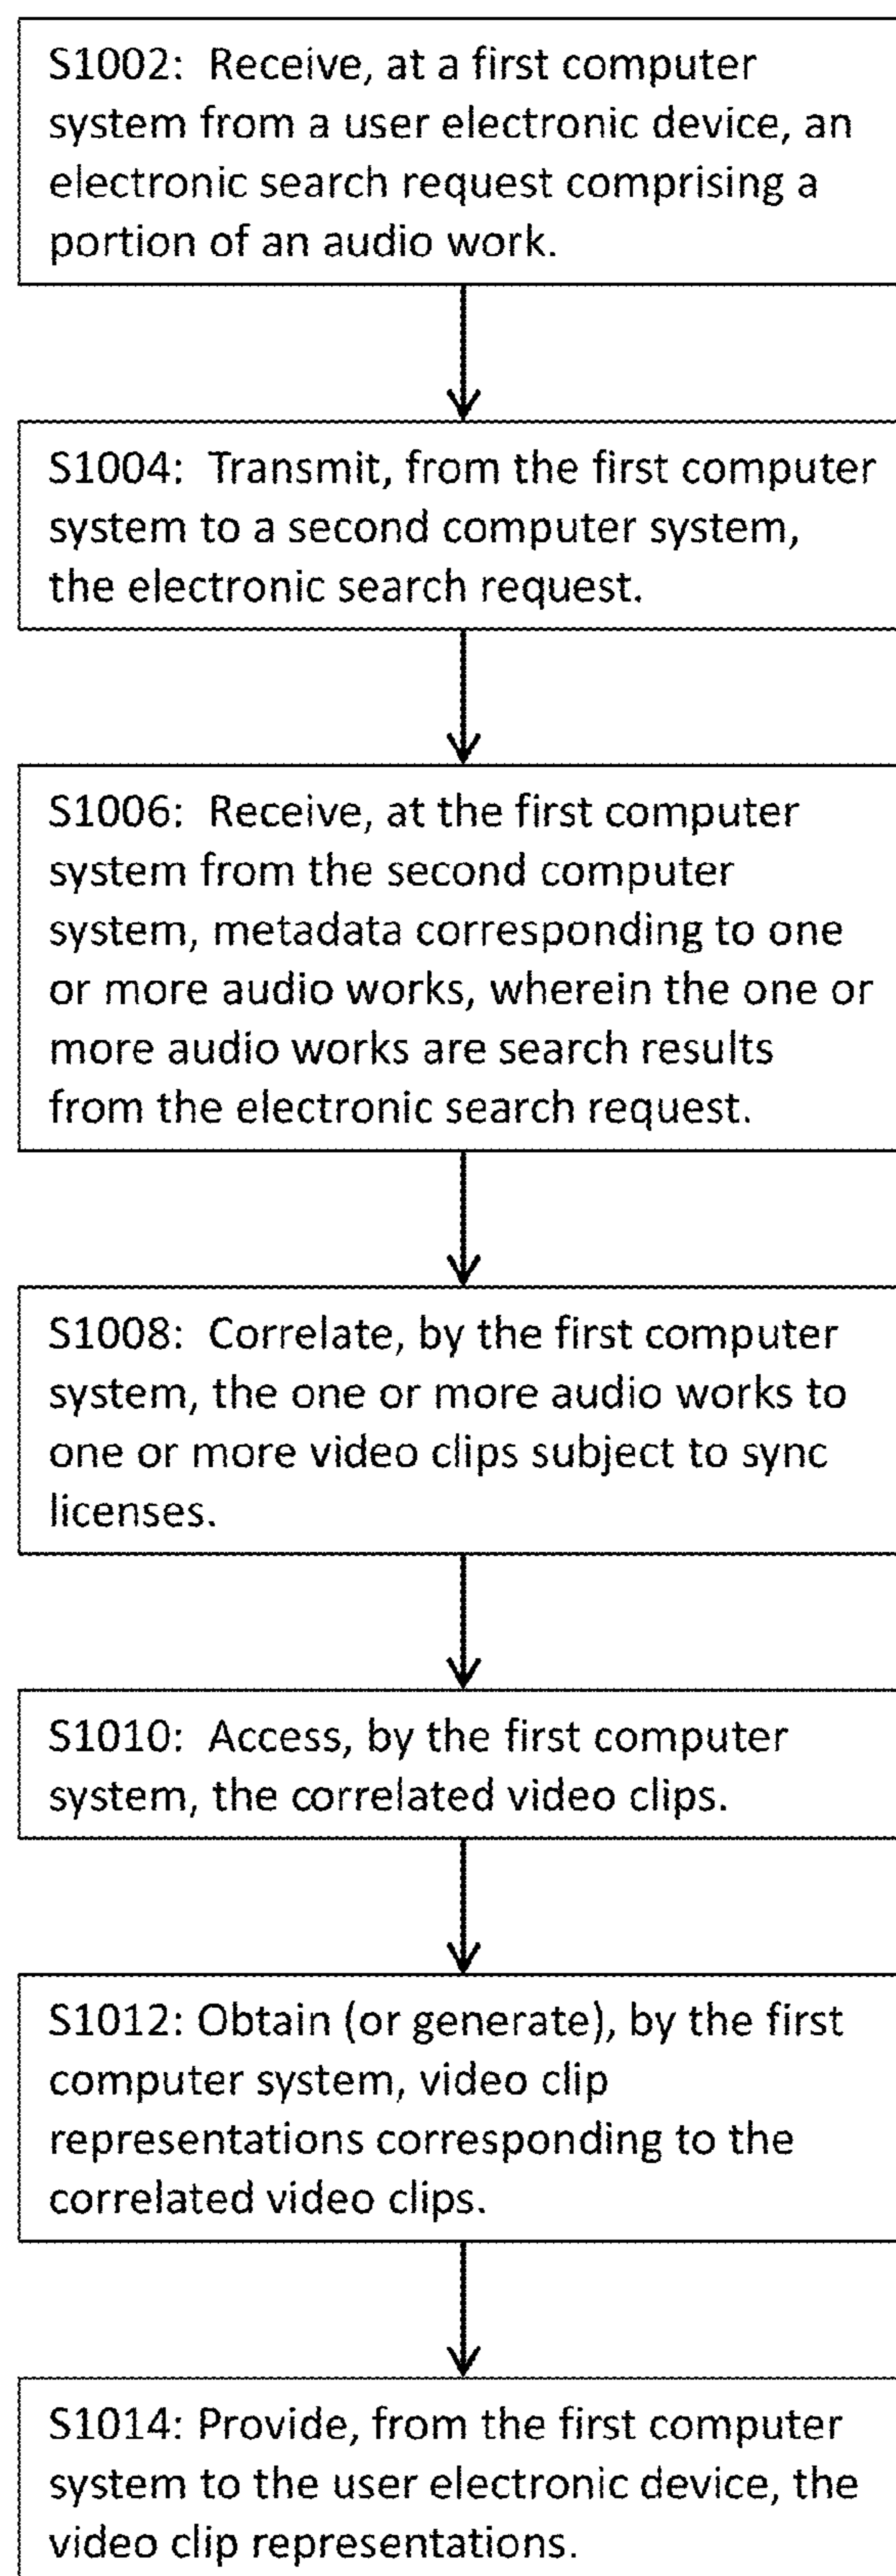 S1002: Receive, at a first computer
system from a user electronic device, an
electronic search request comprising a
portion of an audio work.
S1004: Transmit, from the first computer
system to a second computer system,
the electronic search request.
S1006: Receive, at the first computer
system from the second computer
system, metadata corresponding to one
or more audio works, wherein the one or
more audio works are search results
from the electronic search request.
S1008: Correlate, by the first computer
system, the one or more audio works to
one or more video clips subject to sync
licenses.
S1010: Access, by the first computer
system, the correlated video clips.
S1012: Obtain (or generate), by the first
computer system, video clip
representations corresponding to the
correlated video clips.
S1014: Provide, from the first computer
system to the user electronic device, the
video clip representations.